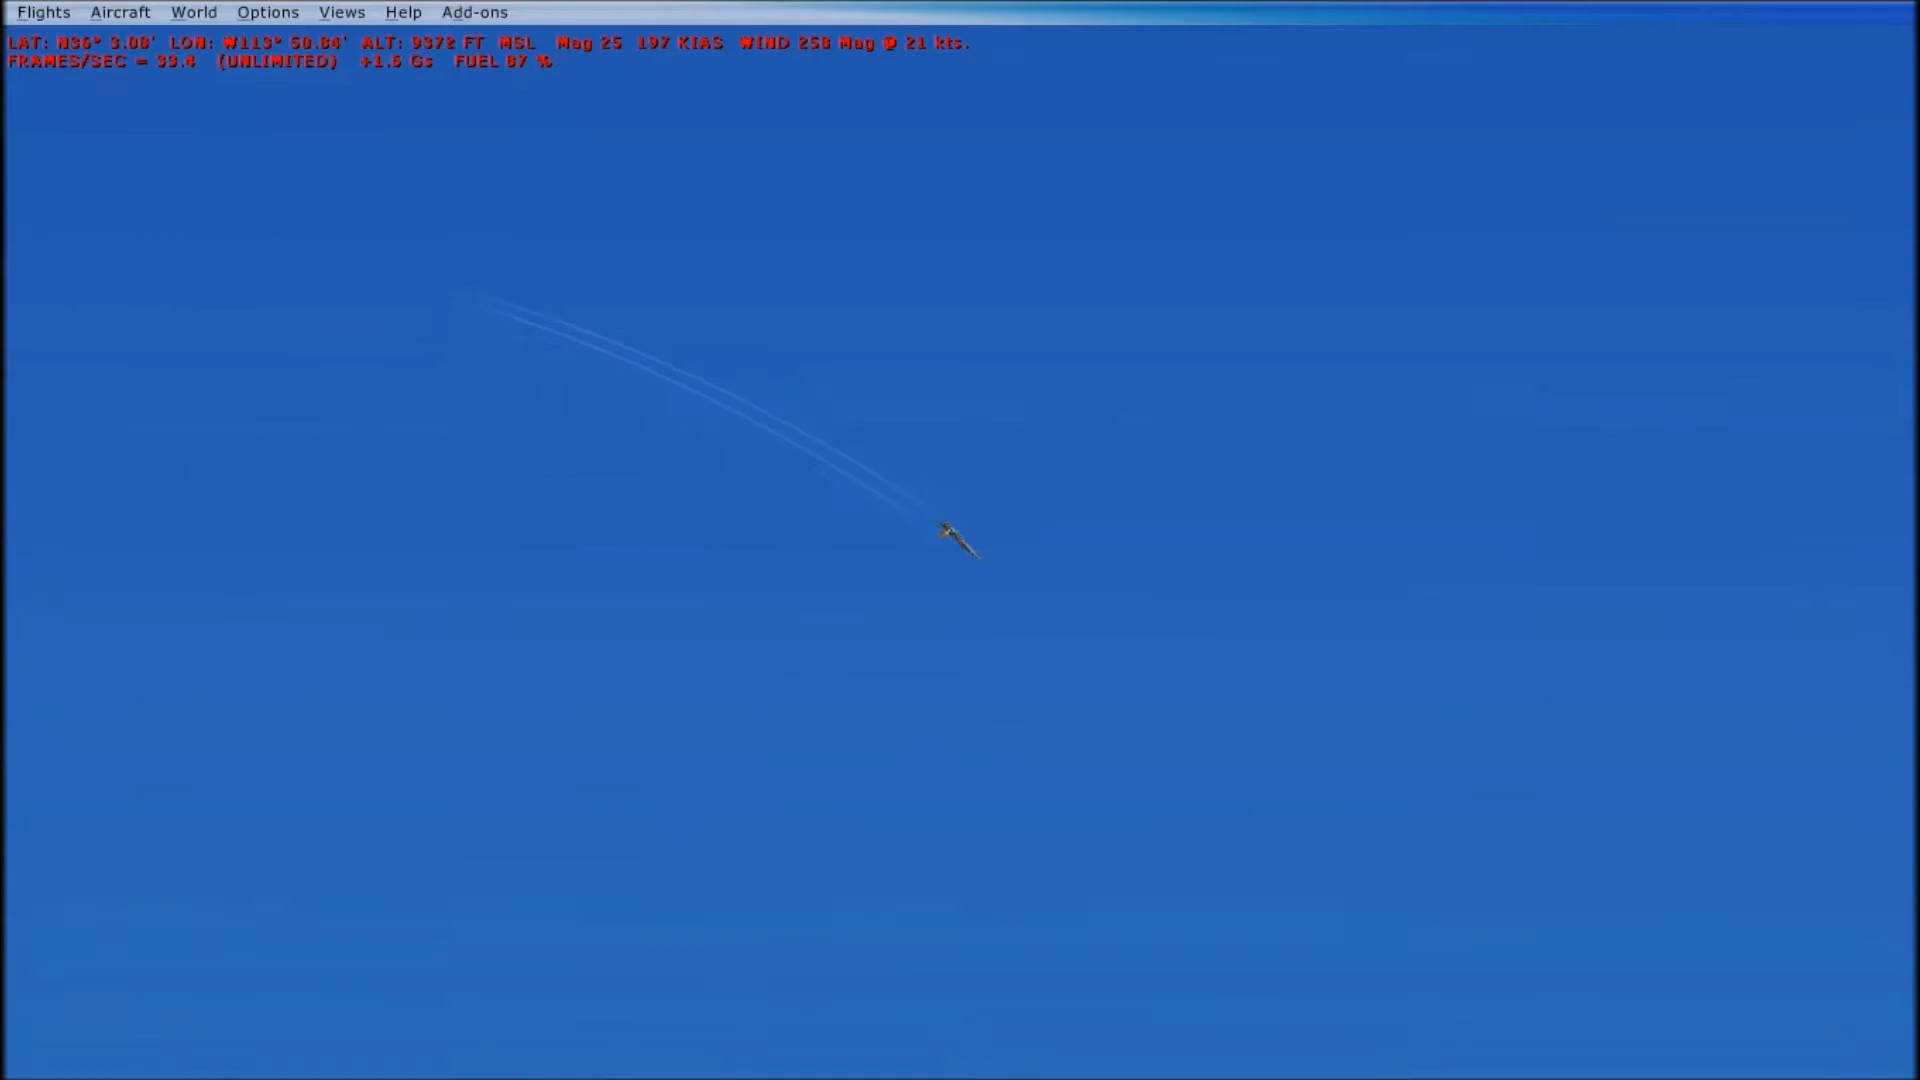 Flights Aircraft World Options Views Help Add-ons
LAT: N36° 3.08' LON: W113° 50.84' ALT: 9372 FT MSL Mag 25 197 KIAS WIND 258 Mag @ 21 kts.
FRAMES/SEC = 39.4 (UNLIMITED) +1.6 Gs FUEL 87 %